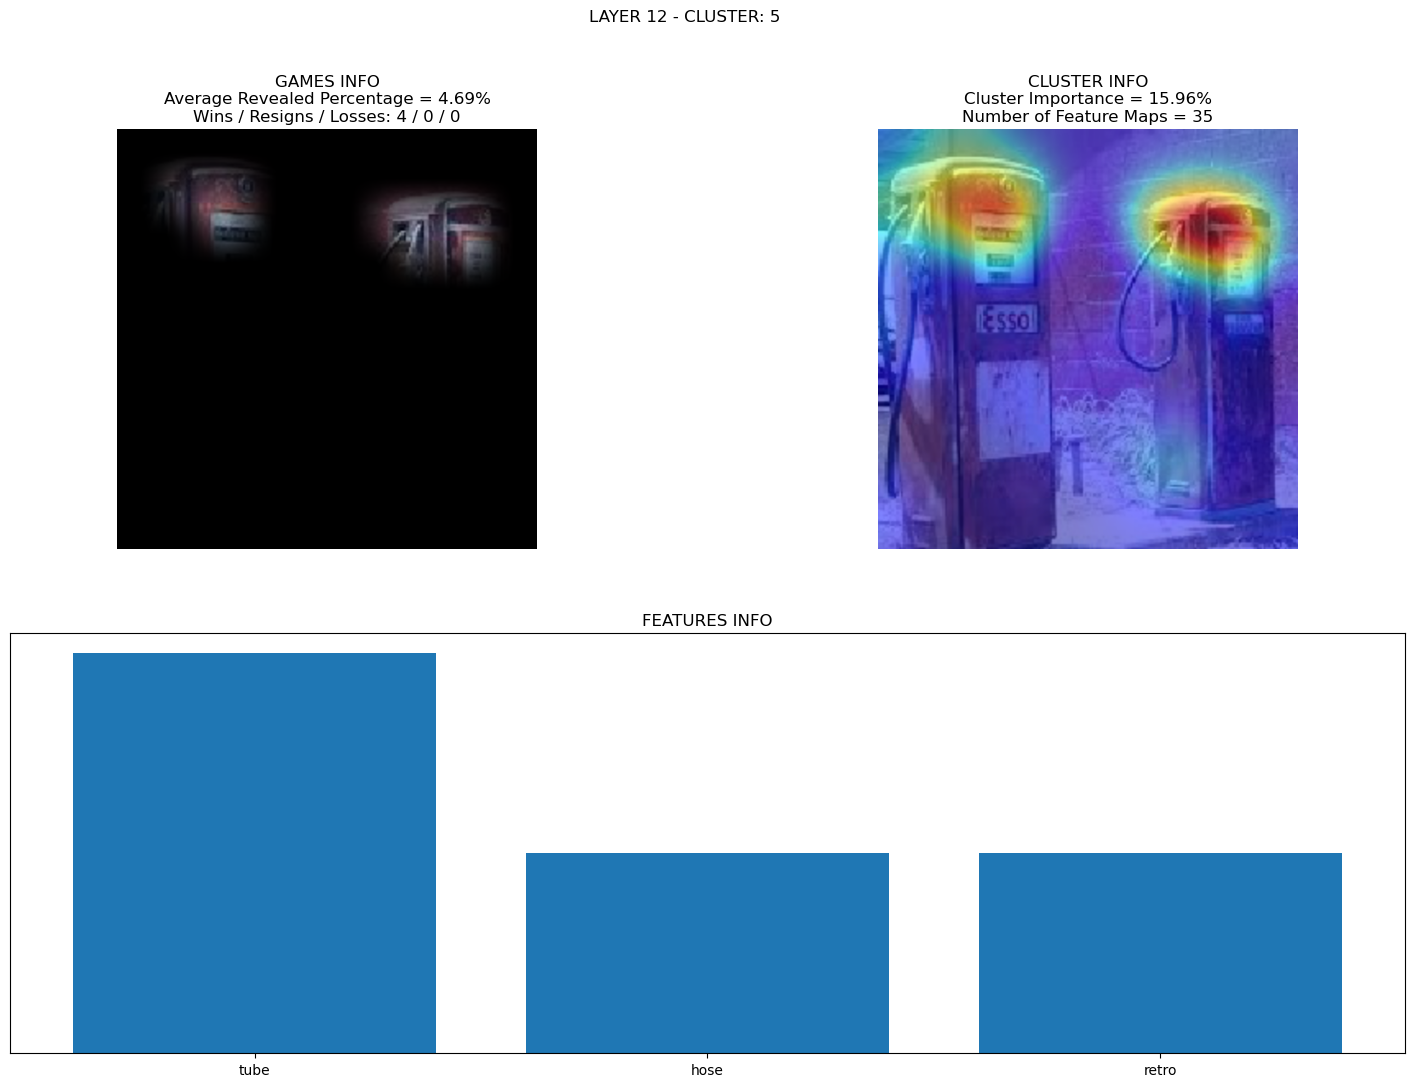 LAYER 12 - CLUSTER: 5
GAMES INFO
Average Revealed Percentage = 4.69%
Wins / Resigns / Losses: 4 / 0 / 0
CLUSTER INFO
Cluster Importance = 15.96%
Number of Feature Maps = 35
Esso
FEATURES INFO
tube
hose
retro